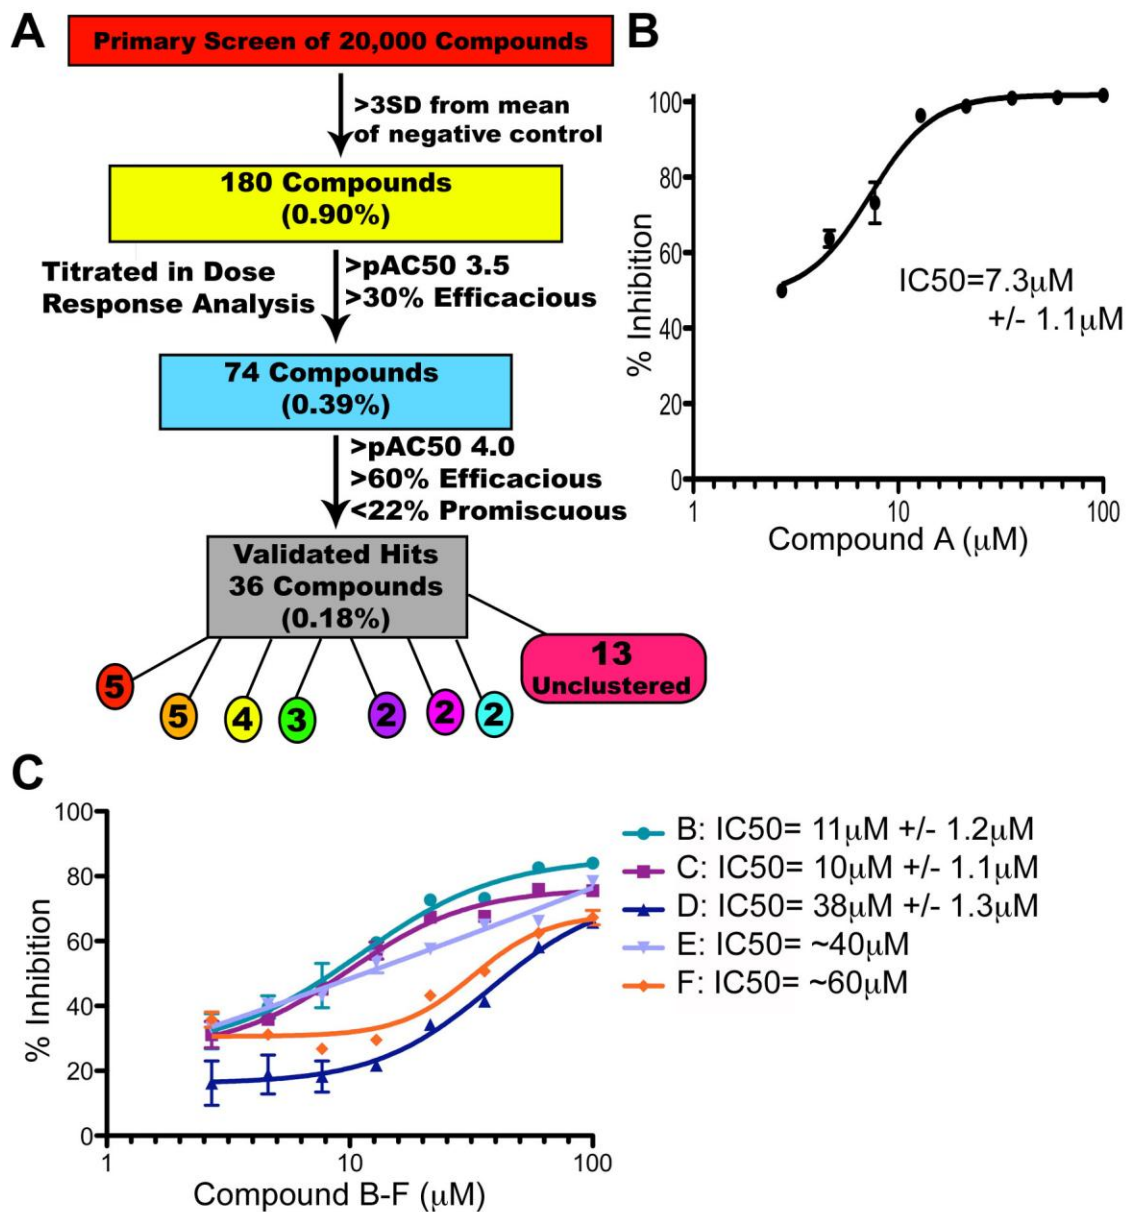 A
Primary Screen of 20,000 Compounds
>3SD from mean
of negative control
180 Compounds
(0.90%)
Titrated in Dose
Response Analysis
>pAC50 3.5
>30% Efficacious
74 Compounds
(0.39%)
>pAC50 4.0
>60% Efficacious
<22% Promiscuous
Validated Hits
36 Compounds
(0.18%)
5
5
4
3
2
2
2
13
Unclustered
B
% Inhibition
100
80
60
40
20
0
1
10
100
Compound A (μM)
IC50=7.3μM
+/- 1.1μM
C
% Inhibition
100
80
60
40
20
0
1
10
100
Compound B-F (μM)
B: IC50= 11μM +/- 1.2μM
C: IC50= 10μM +/- 1.1μM
D: IC50= 38μM +/- 1.3μM
E: IC50= ~40μM
F: IC50= ~60μM